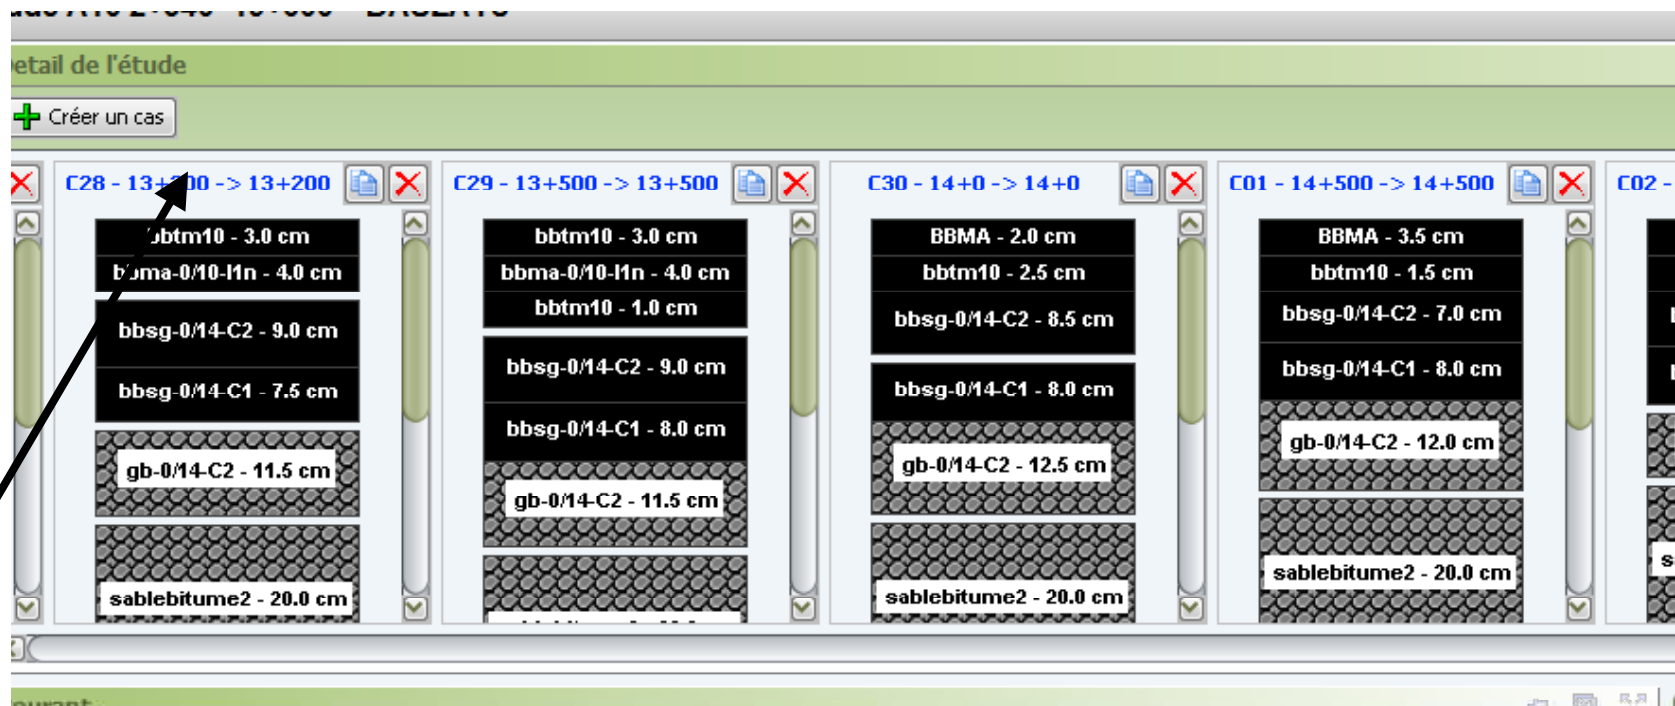 Detail de l'étude
Créer un cas
C28 - 13+200 -> 13+200
bbtm10 - 3.0 cm
bbma-0/10-l1n - 4.0 cm
bbsg-0/14-C2 - 9.0 cm
bbsg-0/14-C1 - 7.5 cm
gb-0/14-C2 - 11.5 cm
sablebitume2 - 20.0 cm
C29 - 13+500 -> 13+500
bbtm10 - 3.0 cm
bbma-0/10-l1n - 4.0 cm
bbtm10 - 1.0 cm
bbsg-0/14-C2 - 9.0 cm
bbsg-0/14-C1 - 8.0 cm
gb-0/14-C2 - 11.5 cm
C30 - 14+0 -> 14+0
BBMA - 2.0 cm
bbtm10 - 2.5 cm
bbsg-0/14-C2 - 8.5 cm
bbsg-0/14-C1 - 8.0 cm
gb-0/14-C2 - 12.5 cm
sablebitume2 - 20.0 cm
C01 - 14+500 -> 14+500
BBMA - 3.5 cm
bbtm10 - 1.5 cm
bbsg-0/14-C2 - 7.0 cm
bbsg-0/14-C1 - 8.0 cm
gb-0/14-C2 - 12.0 cm
sablebitume2 - 20.0 cm
C02 -